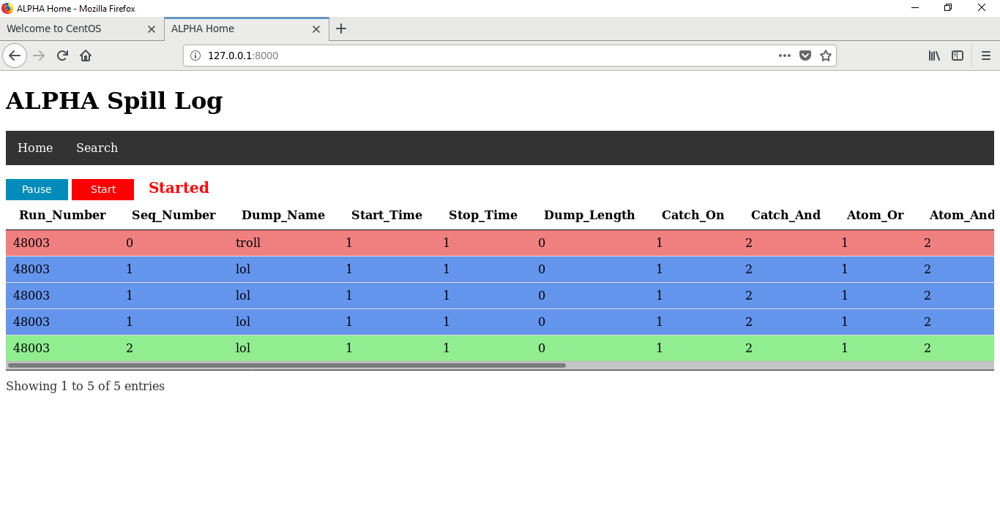 ALPHA Home - Mozilla Firefox
Welcome to CentOS ALPHA Home
127.0.0.1:8000
ALPHA Spill Log
Home Search
Pause Start Started
Run_Number Seq_Number Dump_Name Start_Time Stop_Time Dump_Length Catch_On Catch_And Atom_Or Atom_And
48003 0 troll 1 1 0 1 2 1 2
48003 1 lol 1 1 0 1 2 1 2
48003 1 lol 1 1 0 1 2 1 2
48003 1 lol 1 1 0 1 2 1 2
48003 2 lol 1 1 0 1 2 1 2
Showing 1 to 5 of 5 entries